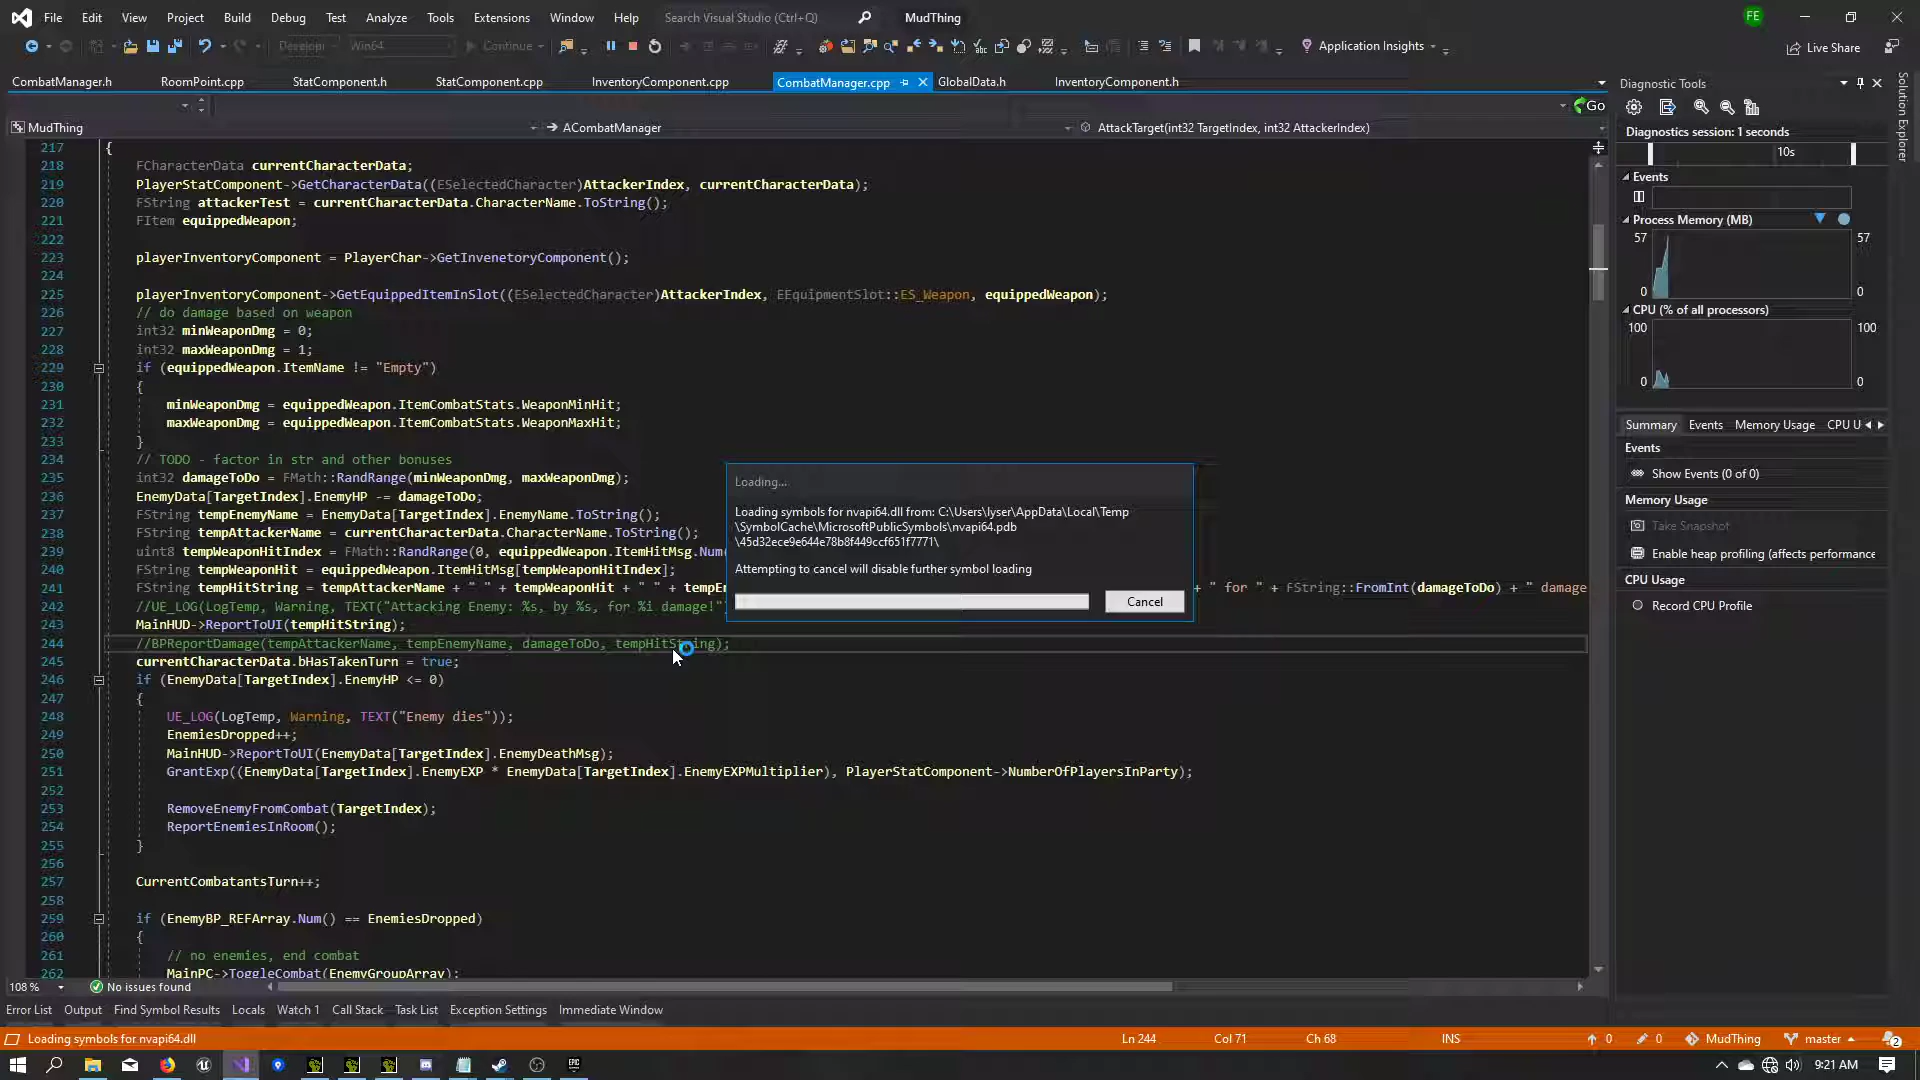 File Edit View Project Build Debug Test Analyze Tools Extensions Window Help Search Visual Studio (Ctrl+Q) MudThing FE
Win64 Continue Application Insights Live Share
CombatManager.h RoomPoint.cpp StatComponent.h StatComponent.cpp InventoryComponent.cpp CombatManager.cpp GlobalData.h InventoryComponent.h
Go
MudThing ACombatManager AttackTarget(int32 TargetIndex, int32 AttackerIndex)
217 {
218 FCharacterData currentCharacterData;
219 PlayerStatComponent->GetCharacterData((ESelectedCharacter)AttackerIndex, currentCharacterData);
220 FString attackerTest = currentCharacterData.CharacterName.ToString();
221 FItem equippedWeapon;
222
223 playerInventoryComponent = PlayerChar->GetInvenetoryComponent();
224
225 playerInventoryComponent->GetEquippedItemInSlot((ESelectedCharacter)AttackerIndex, EEquipmentSlot::ES_Weapon, equippedWeapon);
226 // do damage based on weapon
227 int32 minWeaponDmg = 0;
228 int32 maxWeaponDmg = 1;
229 if (equippedWeapon.ItemName != "Empty")
230 {
231 minWeaponDmg = equippedWeapon.ItemCombatStats.WeaponMinHit;
232 maxWeaponDmg = equippedWeapon.ItemCombatStats.WeaponMaxHit;
233 }
234 // TODO - factor in str and other bonuses
235 int32 damageToDo = FMath::RandRange(minWeaponDmg, maxWeaponDmg);
236 EnemyData[TargetIndex].EnemyHP -= damageToDo;
237 FString tempEnemyName = EnemyData[TargetIndex].EnemyName.ToString();
238 FString tempAttackerName = currentCharacterData.CharacterName.ToString();
239 uint8 tempWeaponHitIndex = FMath::RandRange(0, equippedWeapon.ItemHitMsg.Num(
240 FString tempWeaponHit = equippedWeapon.ItemHitMsg[tempWeaponHitIndex];
241 FString tempHitString = tempAttackerName + " " + tempWeaponHit + " " + tempEn + " for " + FString::FromInt(damageToDo) + " damage
242 //UE_LOG(LogTemp, Warning, TEXT("Attacking Enemy: %s, by %s, for %i damage!"
243 MainHUD->ReportToUI(tempHitString);
244 //BPReportDamage(tempAttackerName, tempEnemyName, damageToDo, tempHitString);
245 currentCharacterData.bHasTakenTurn = true;
246 if (EnemyData[TargetIndex].EnemyHP <= 0)
247 {
248 UE_LOG(LogTemp, Warning, TEXT("Enemy dies"));
249 EnemiesDropped++;
250 MainHUD->ReportToUI(EnemyData[TargetIndex].EnemyDeathMsg);
251 GrantExp((EnemyData[TargetIndex].EnemyEXP * EnemyData[TargetIndex].EnemyEXPMultiplier), PlayerStatComponent->NumberOfPlayersInParty);
252
253 RemoveEnemyFromCombat(TargetIndex);
254 ReportEnemiesInRoom();
255 }
256
257 CurrentCombatantsTurn++;
258
259 if (EnemyBP_REFArray.Num() == EnemiesDropped)
260 {
261 // no enemies, end combat
262 MainPC->ToggleCombat(EnemyGroupArray);
Loading...
Loading symbols for nvapi64.dll from: C:\Users\lyser\AppData\Local\Temp
\SymbolCache\MicrosoftPublicSymbols\nvapi64.pdb
\45d32ece9e644e78b8f449ccf651f7771\
Attempting to cancel will disable further symbol loading
Cancel
Diagnostic Tools
Diagnostics session: 1 seconds
10s
Events
Process Memory (MB)
57 57
0 0
CPU (% of all processors)
100 100
0 0
Summary Events Memory Usage CPU U
Events
Show Events (0 of 0)
Memory Usage
Take Snapshot
Enable heap profiling (affects performance
CPU Usage
Record CPU Profile
Solution Explorer
108 % No issues found
Error List Output Find Symbol Results Locals Watch 1 Call Stack Task List Exception Settings Immediate Window
Loading symbols for nvapi64.dll Ln 244 Col 71 Ch 68 INS 0 0 MudThing master 2
EPIC 9:21 AM